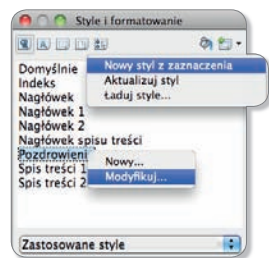 Style i formatowanie
Nowy styl z zaznaczenia
Aktualizuj styl
Ładuj style...
Domyślnie
Indeks
Nagłówek
Nagłówek 1
Nagłówek 2
Nagłówek spisu treści
Pozdrowieni
Spis treści 1
Spis treści 2
Nowy...
Modyfikuj...
Zastosowane style